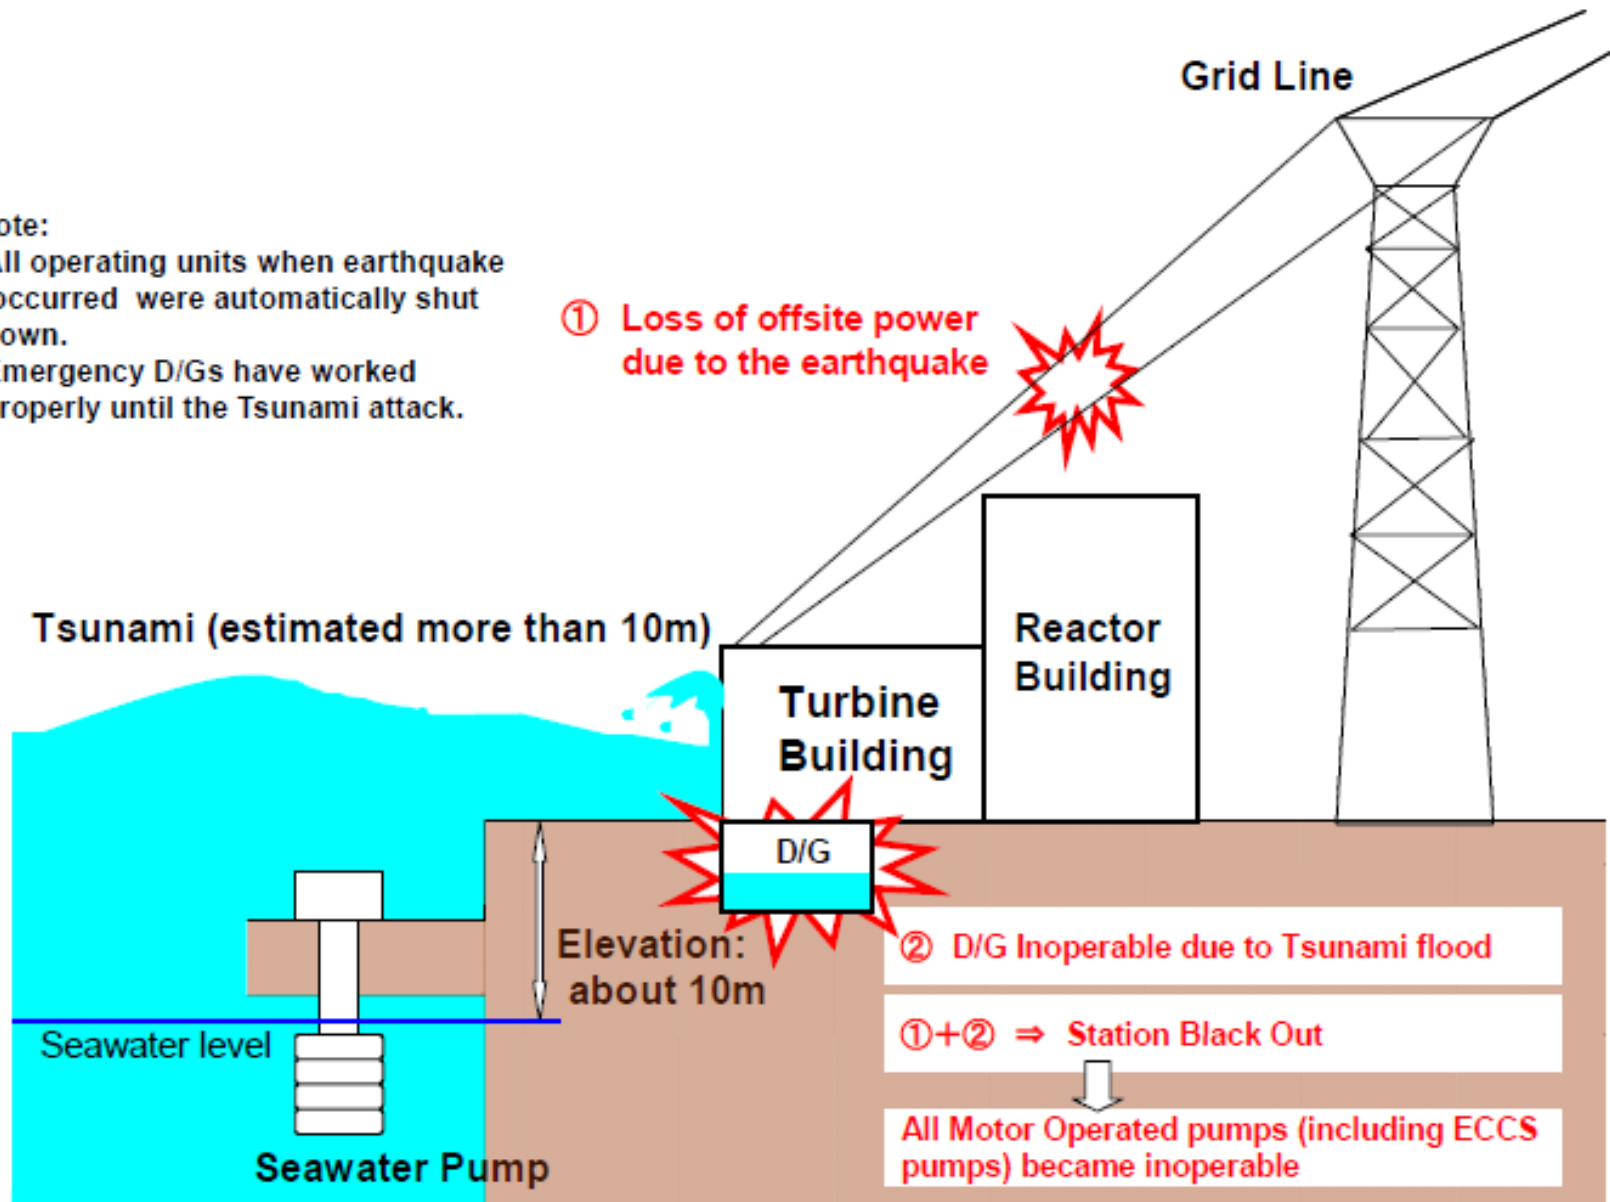 Grid Line
ote:
ll operating units when earthquake
occurred were automatically shut
own.
mergency D/Gs have worked
roperly until the Tsunami attack.
① Loss of offsite power
due to the earthquake
Tsunami (estimated more than 10m)
Reactor
Building
Turbine
Building
D/G
Elevation:
about 10m
Seawater level
Seawater Pump
② D/G Inoperable due to Tsunami flood
①+② ⇒ Station Black Out
All Motor Operated pumps (including ECCS
pumps) became inoperable